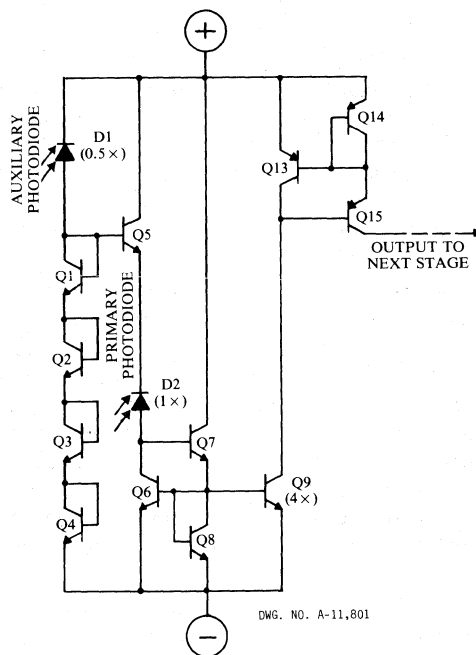 +
Q14
D1
(0.5×)
AUXILIARY
PHOTODIODE
Q13
Q5
Q15
OUTPUT TO
NEXT STAGE
Q1
PRIMARY
PHOTODIODE
Q2
D2
(1×)
Q3
Q7
Q6
Q9
(4×)
Q4
Q8
DWG. NO. A-11,801
−